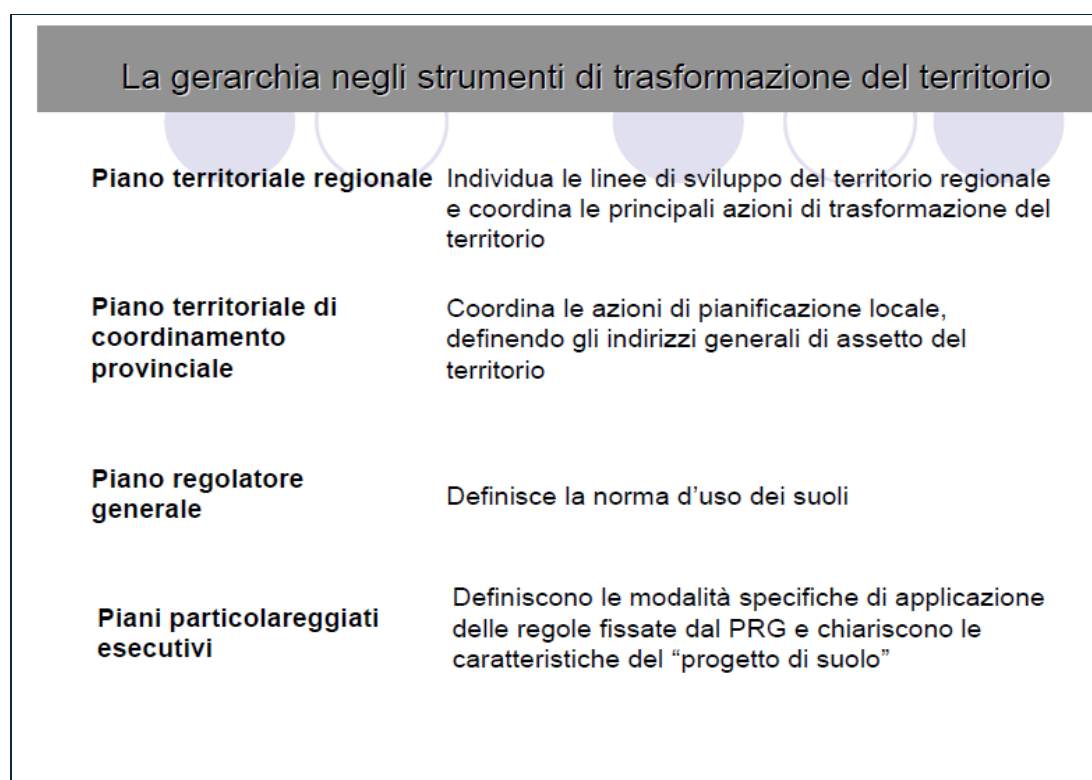 La gerarchia negli strumenti di trasformazione del territorio
Piano territoriale regionale
Individua le linee di sviluppo del territorio regionale
e coordina le principali azioni di trasformazione del
territorio
Piano territoriale di
coordinamento
provinciale
Coordina le azioni di pianificazione locale,
definendo gli indirizzi generali di assetto del
territorio
Piano regolatore
generale
Definisce la norma d’uso dei suoli
Piani particolareggiati
esecutivi
Definiscono le modalità specifiche di applicazione
delle regole fissate dal PRG e chiariscono le
caratteristiche del “progetto di suolo”